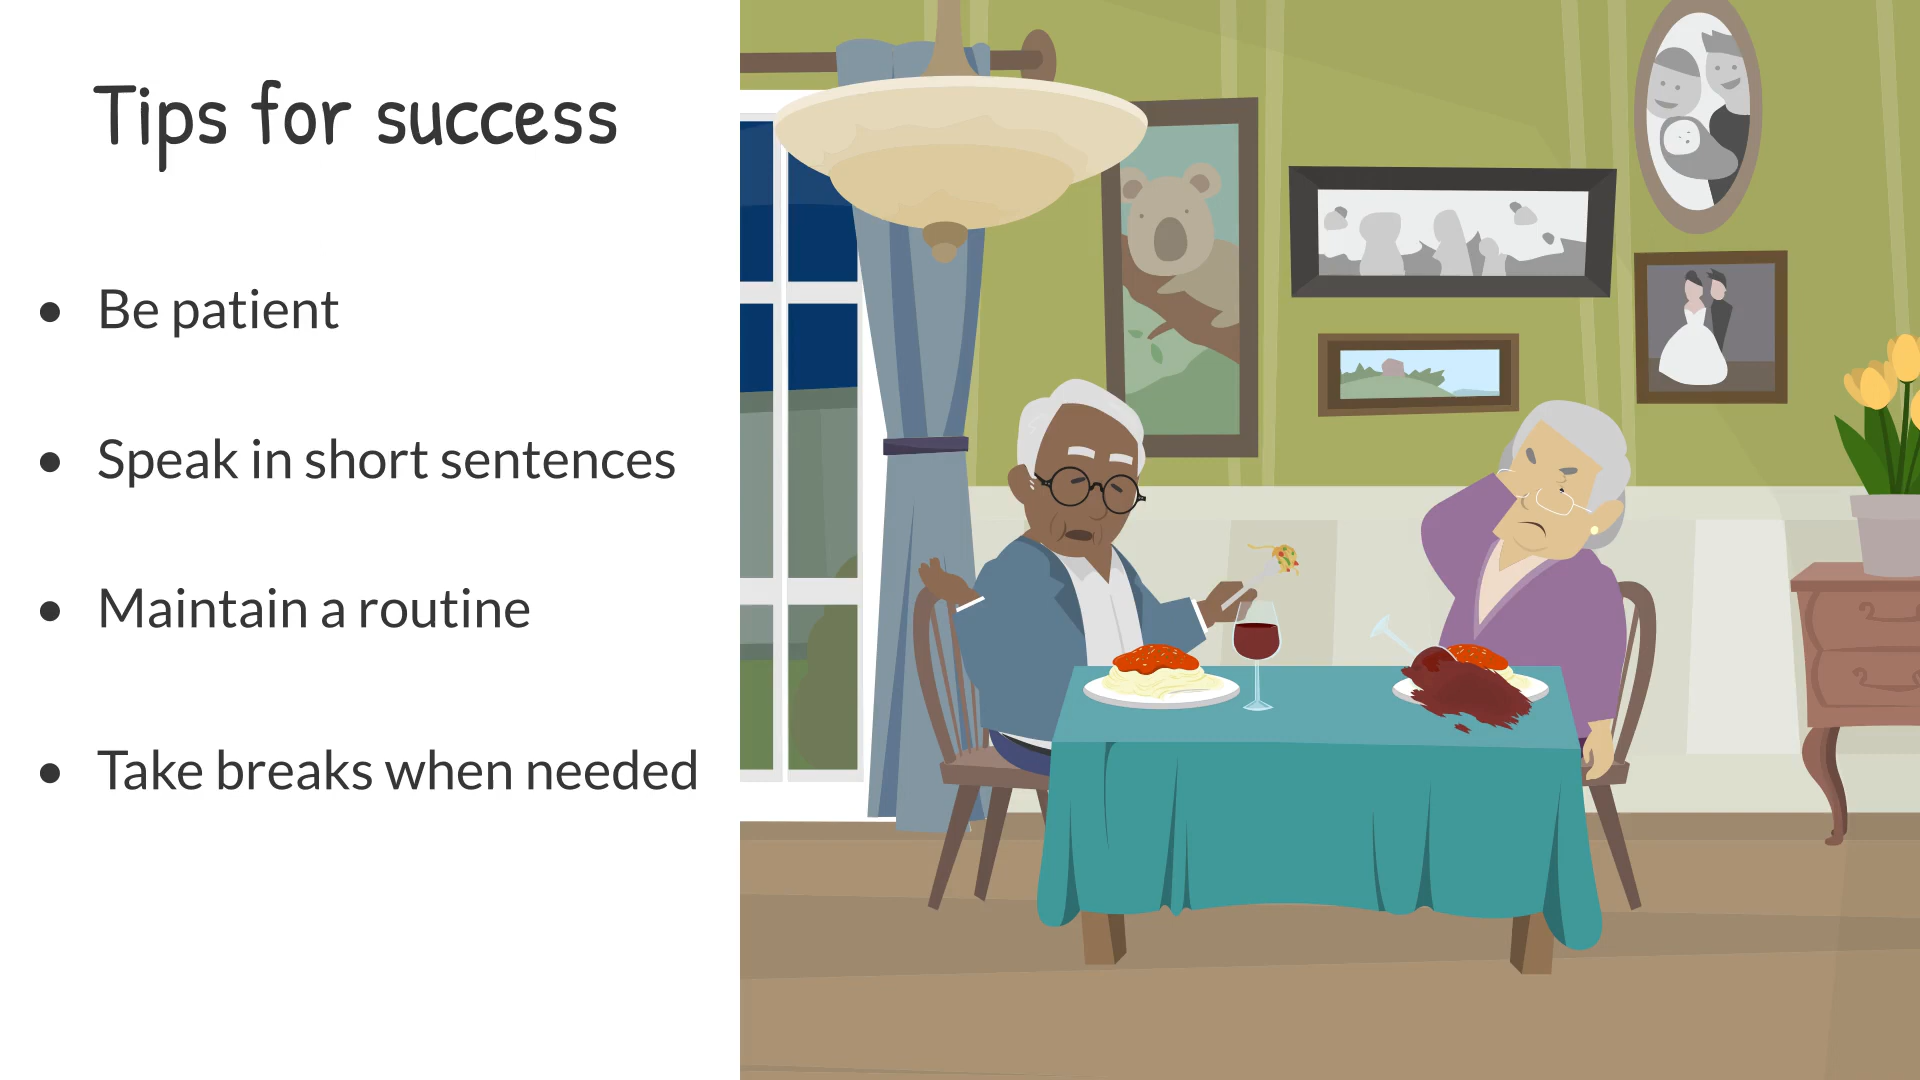 Tips for success
• Be patient
• Speak in short sentences
• Maintain a routine
• Take breaks when needed